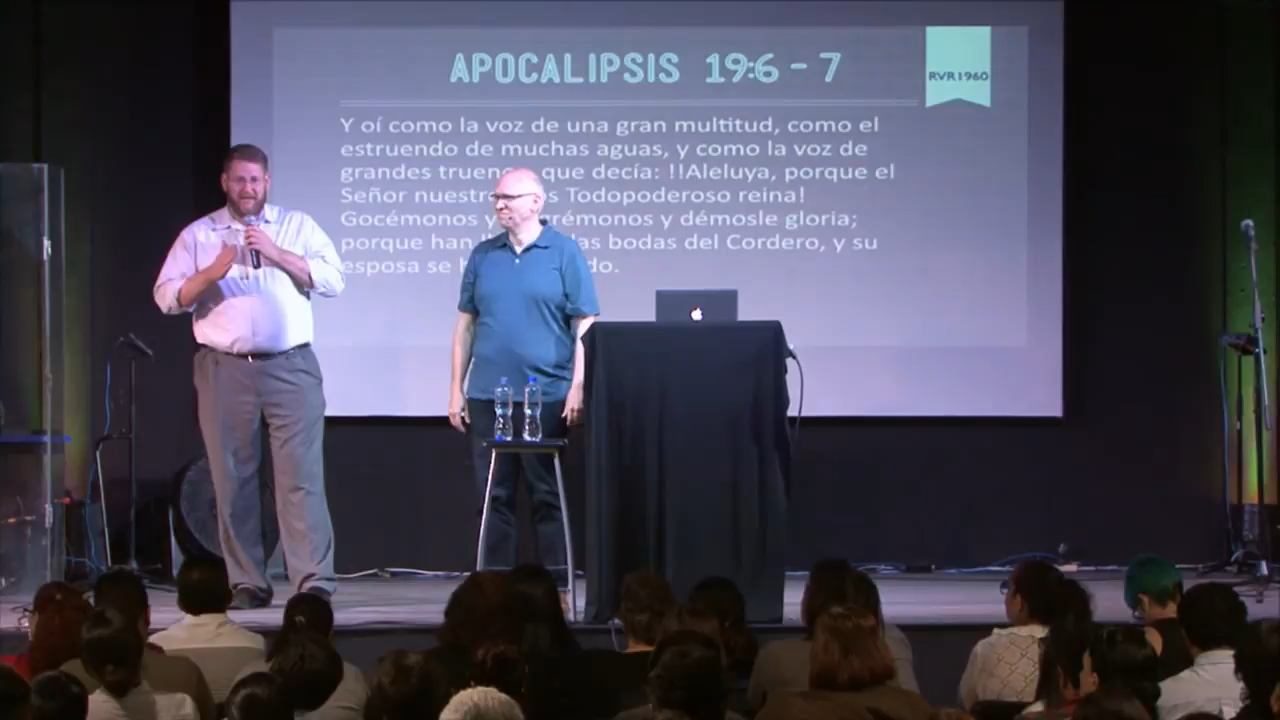 APOCALIPSIS 19:6 - 7
RVR1960
Y oí como la voz de una gran multitud, como el
estruendo de muchas aguas, y como la voz de
grandes que decía: !!Aleluya, porque el
Señor Todopoderoso reina!
Gocémonos y démosle gloria;
porque han las bodas del Cordero, y su
esposa se